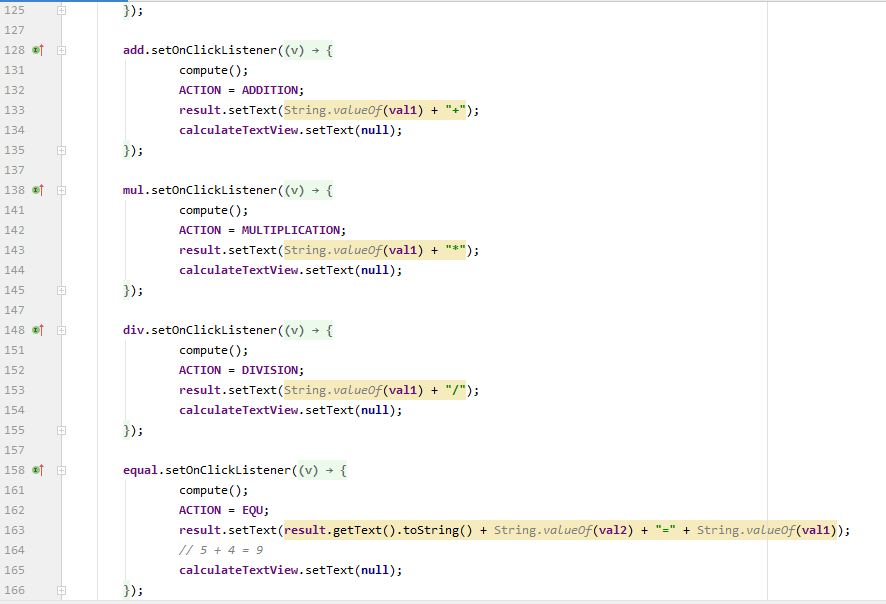 125 });
127
128 add.setOnClickListener((v) → {
131 compute();
132 ACTION = ADDITION;
133 result.setText(String.valueOf(val1) + "+");
134 calculateTextView.setText(null);
135 });
137
138 mul.setOnClickListener((v) → {
141 compute();
142 ACTION = MULTIPLICATION;
143 result.setText(String.valueOf(val1) + "*");
144 calculateTextView.setText(null);
145 });
147
148 div.setOnClickListener((v) → {
151 compute();
152 ACTION = DIVISION;
153 result.setText(String.valueOf(val1) + "/");
154 calculateTextView.setText(null);
155 });
157
158 equal.setOnClickListener((v) → {
161 compute();
162 ACTION = EQU;
163 result.setText(result.getText().toString() + String.valueOf(val2) + "=" + String.valueOf(val1));
164 // 5 + 4 = 9
165 calculateTextView.setText(null);
166 });